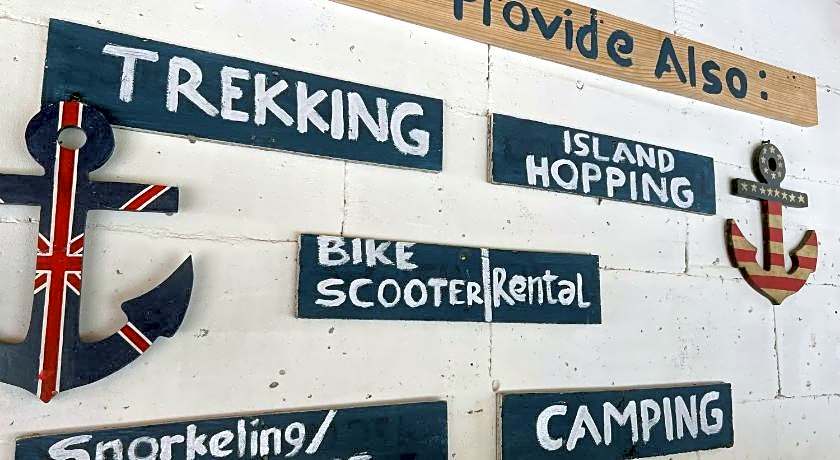 Provide Also:
TREKKING
ISLAND
HOPPING
BIKE
SCOOTER|Rental
Snorkeling/
CAMPING